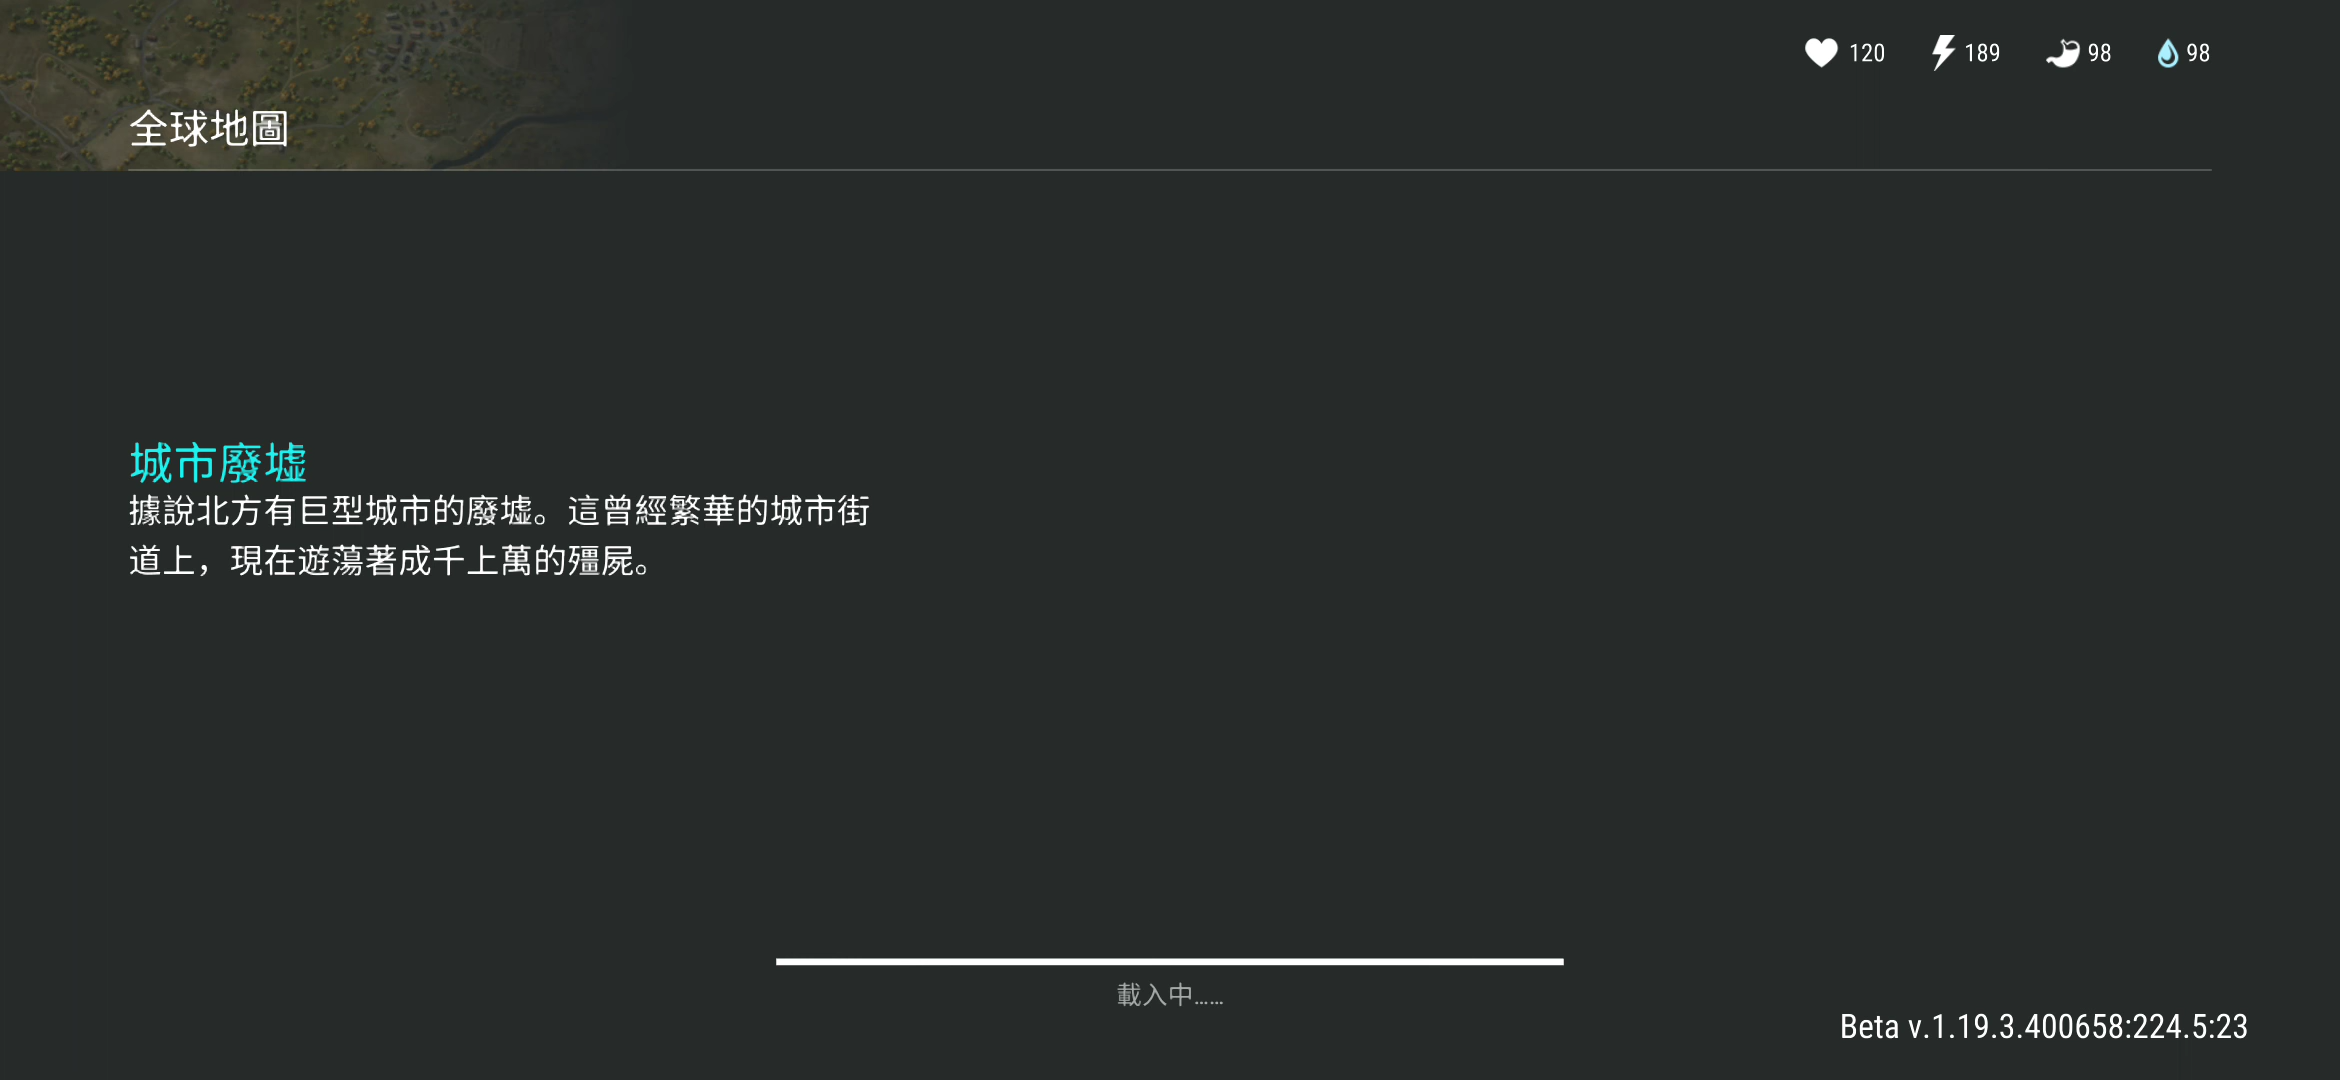 120 189 98 98
全球地圖
城市廢墟
據說北方有巨型城市的廢墟。這曾經繁華的城市街
道上，現在遊蕩著成千上萬的殭屍。
載入中......
Beta v.1.19.3.400658:224.5:23